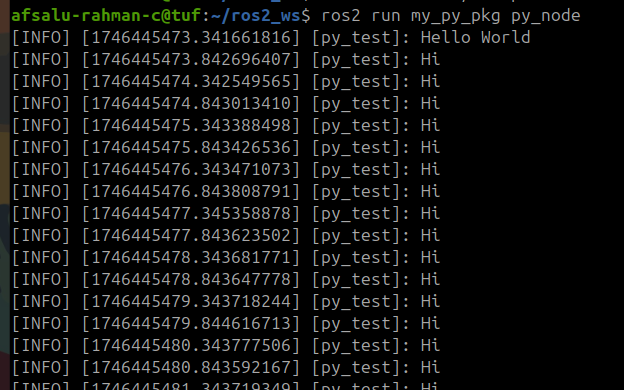 afsalu-rahman-c@tuf:~/ros2_ws$ ros2 run my_py_pkg py_node
[INFO] [1746445473.341661816] [py_test]: Hello World
[INFO] [1746445473.842696407] [py_test]: Hi
[INFO] [1746445474.342549565] [py_test]: Hi
[INFO] [1746445474.843013410] [py_test]: Hi
[INFO] [1746445475.343388498] [py_test]: Hi
[INFO] [1746445475.843426536] [py_test]: Hi
[INFO] [1746445476.343471073] [py_test]: Hi
[INFO] [1746445476.843808791] [py_test]: Hi
[INFO] [1746445477.345358878] [py_test]: Hi
[INFO] [1746445477.843623502] [py_test]: Hi
[INFO] [1746445478.343681771] [py_test]: Hi
[INFO] [1746445478.843647778] [py_test]: Hi
[INFO] [1746445479.343718244] [py_test]: Hi
[INFO] [1746445479.844616713] [py_test]: Hi
[INFO] [1746445480.343777506] [py_test]: Hi
[INFO] [1746445480.843592167] [py_test]: Hi
[INFO] [1746445481.343719349] [py_test]: Hi